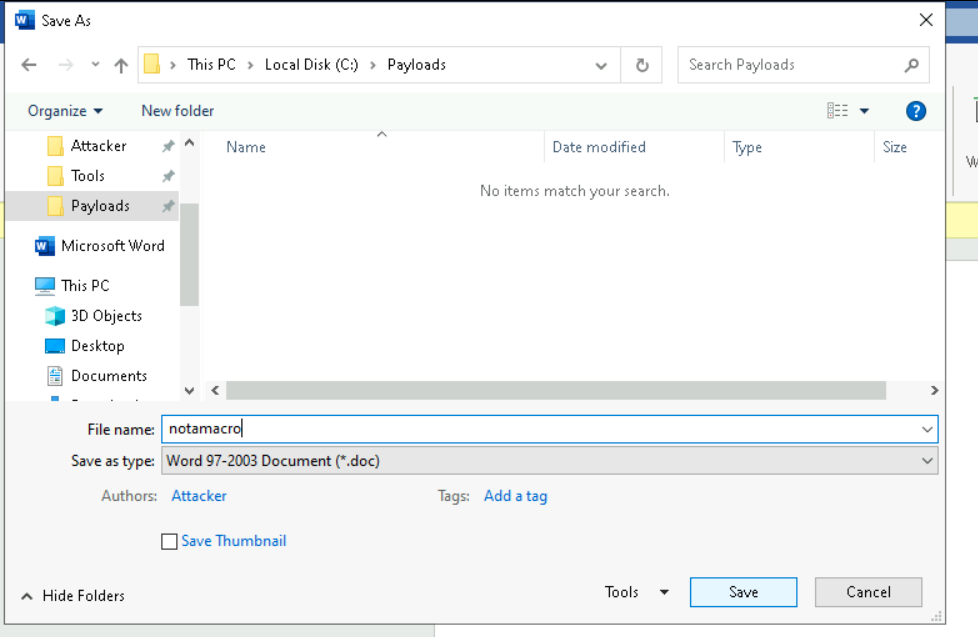 Save As
This PC > Local Disk (C:) > Payloads
Search Payloads
Organize
New folder
?
Attacker
Tools
Payloads
Microsoft Word
This PC
3D Objects
Desktop
Documents
Name
Date modified
Type
Size
No items match your search.
File name: notamacro
Save as type: Word 97-2003 Document (*.doc)
Authors: Attacker
Tags: Add a tag
Save Thumbnail
Hide Folders
Tools
Save
Cancel